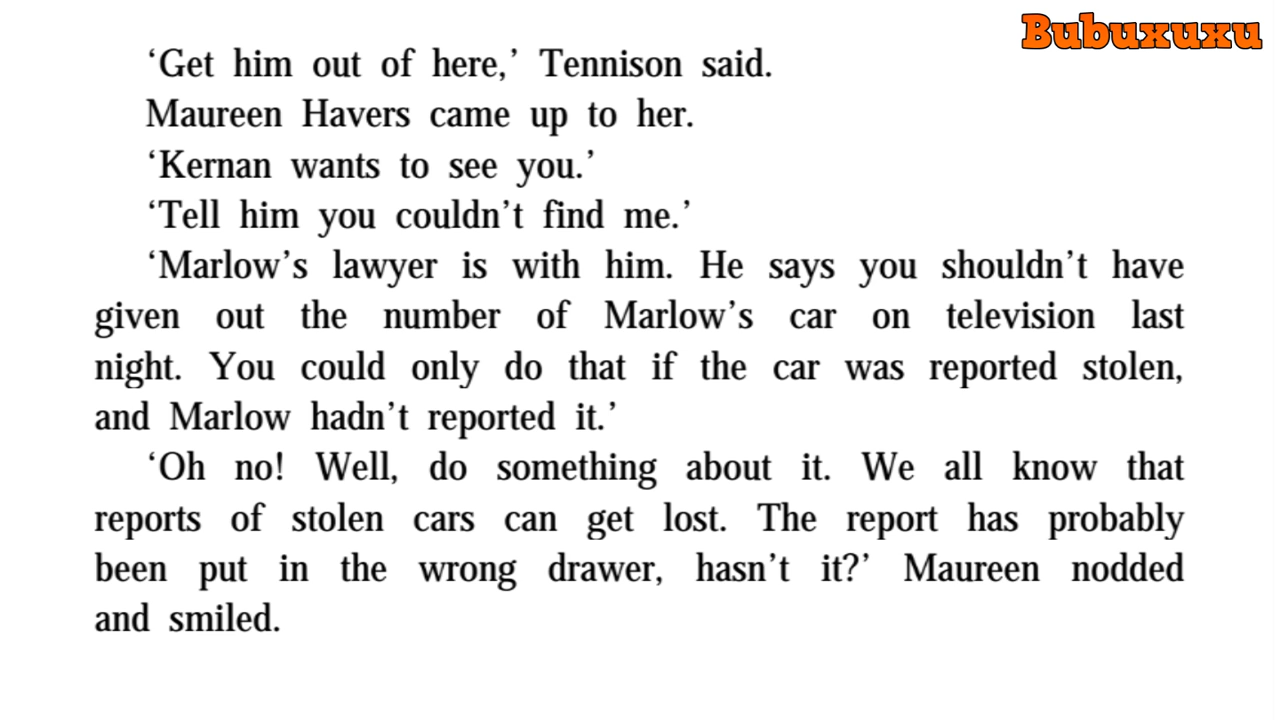 Bubuxuxu
‘Get him out of here,’ Tennison said.
Maureen Havers came up to her.
‘Kernan wants to see you.’
‘Tell him you couldn’t find me.’
‘Marlow’s lawyer is with him. He says you shouldn’t have
given out the number of Marlow’s car on television last
night. You could only do that if the car was reported stolen,
and Marlow hadn’t reported it.’
‘Oh no! Well, do something about it. We all know that
reports of stolen cars can get lost. The report has probably
been put in the wrong drawer, hasn’t it?’ Maureen nodded
and smiled.